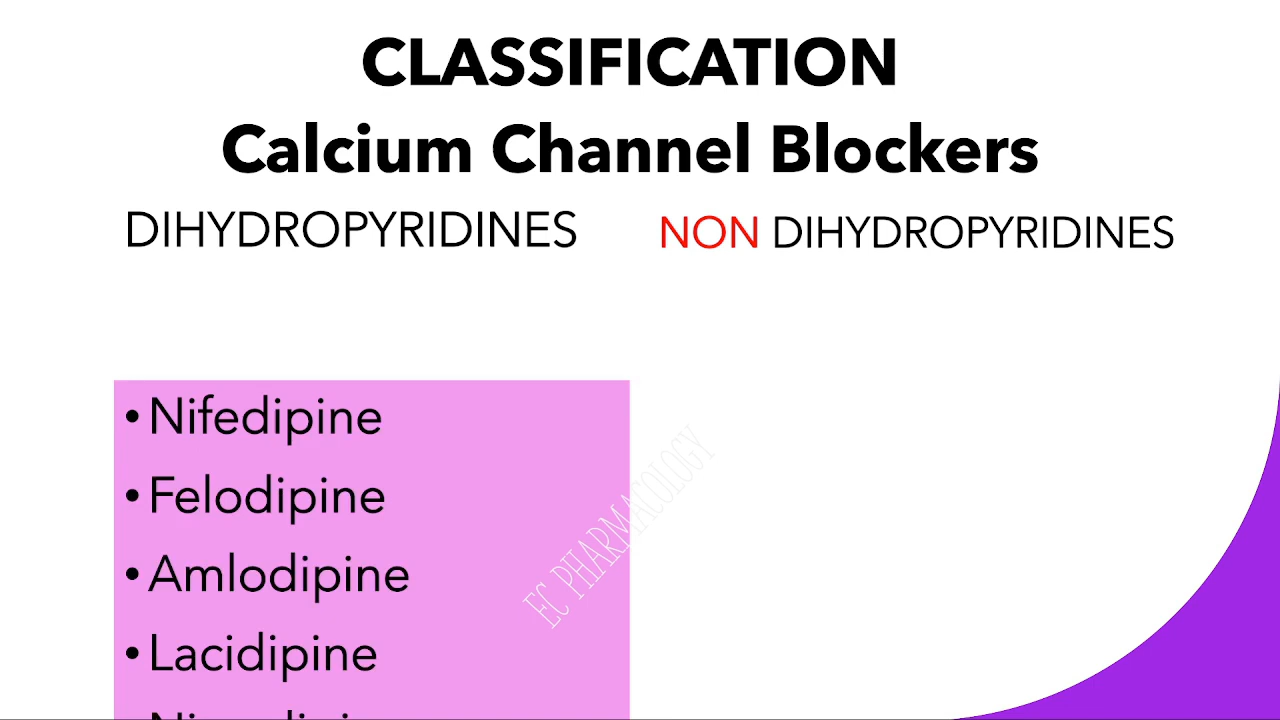 CLASSIFICATION
Calcium Channel Blockers
DIHYDROPYRIDINES
NON DIHYDROPYRIDINES
• Nifedipine
• Felodipine
• Amlodipine
• Lacidipine
EC PHARMACOLOGY